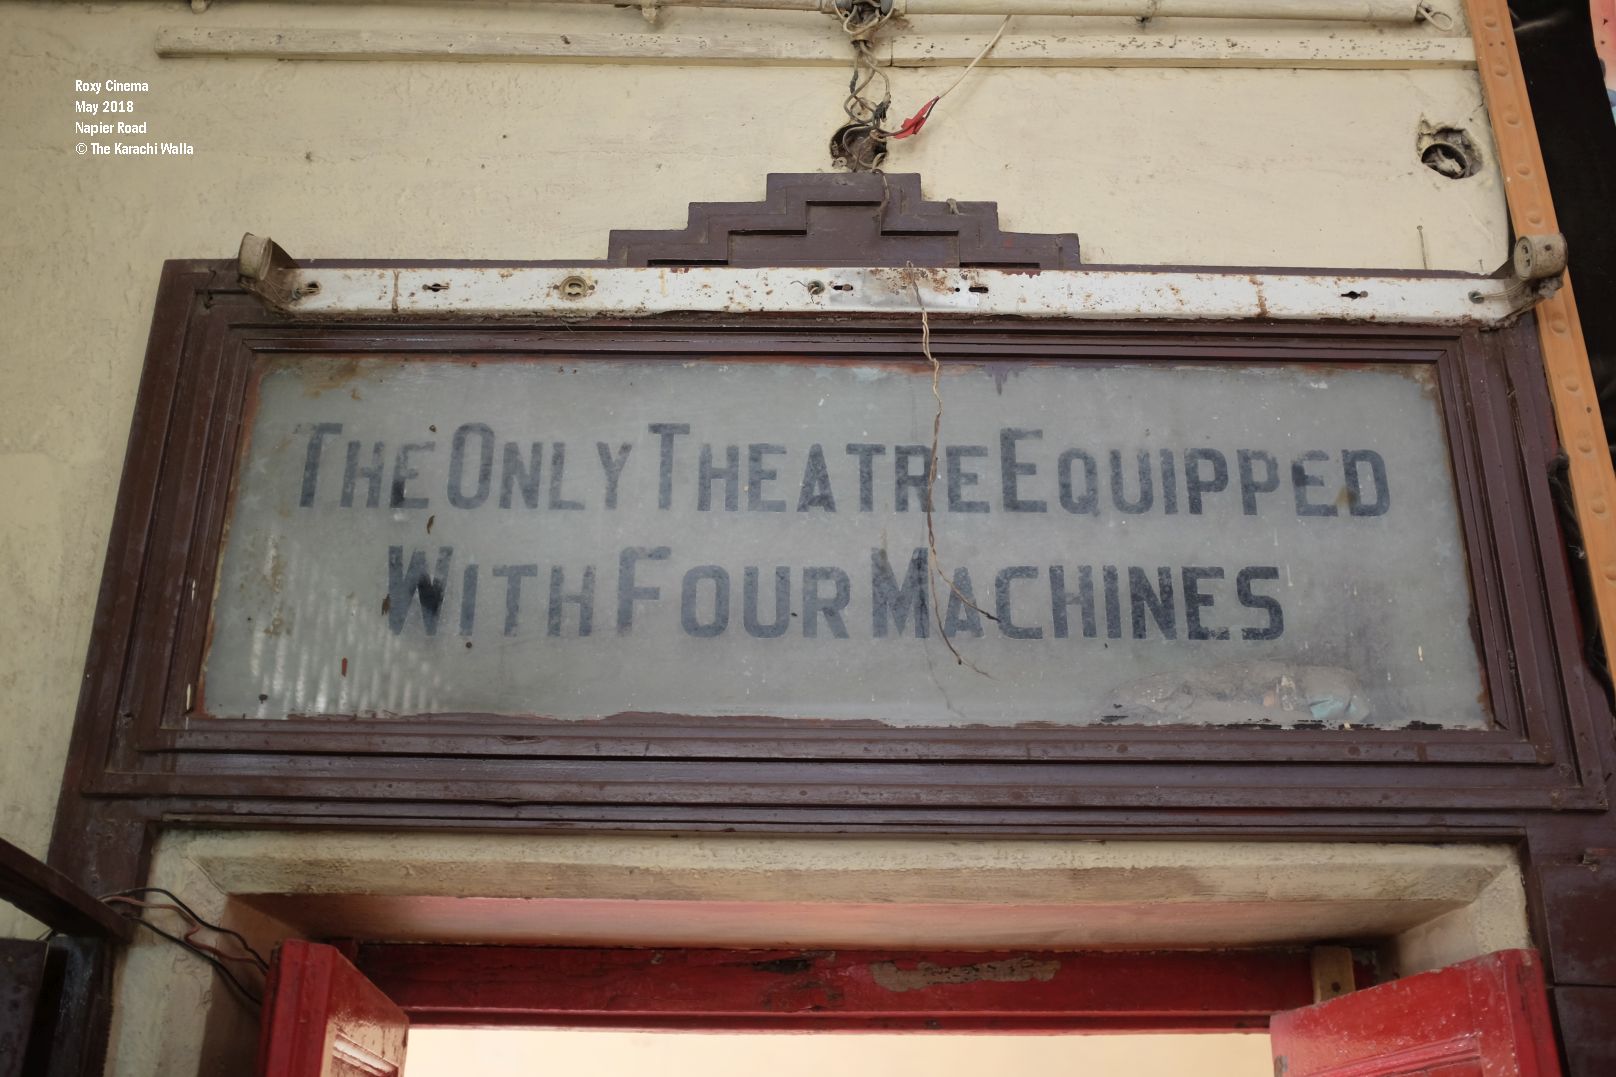 Roxy Cinema
May 2018
Napier Road
© The Karachi Walla
THE ONLY THEATRE EQUIPPED
WITH FOUR MACHINES